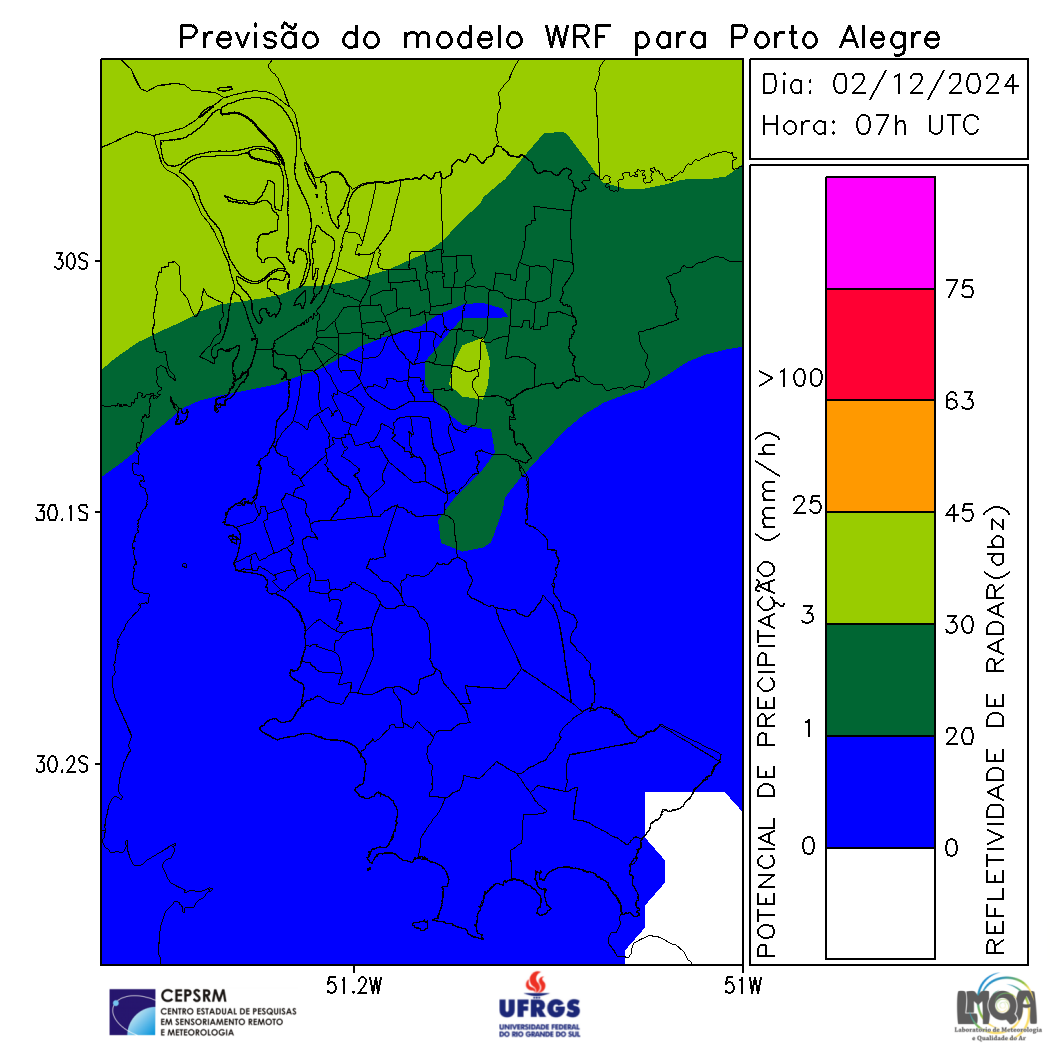 Previsão do modelo WRF para Porto Alegre
Dia: 02/12/2024
Hora: 07h UTC
30S
30.1S
30.2S
51.2W
51W
POTENCIAL DE PRECIPITAÇÃO (mm/h)
>100
25
3
1
0
75
63
45
30
20
0
REFLETIVIDADE DE RADAR(dbz)
CEPSRM
CENTRO ESTADUAL DE PESQUISAS
EM SENSORIAMENTO REMOTO
E METEOROLOGIA
UFRGS
UNIVERSIDADE FEDERAL
DO RIO GRANDE DO SUL
LMQA
Laboratório de Meteorologia
e Qualidade do Ar